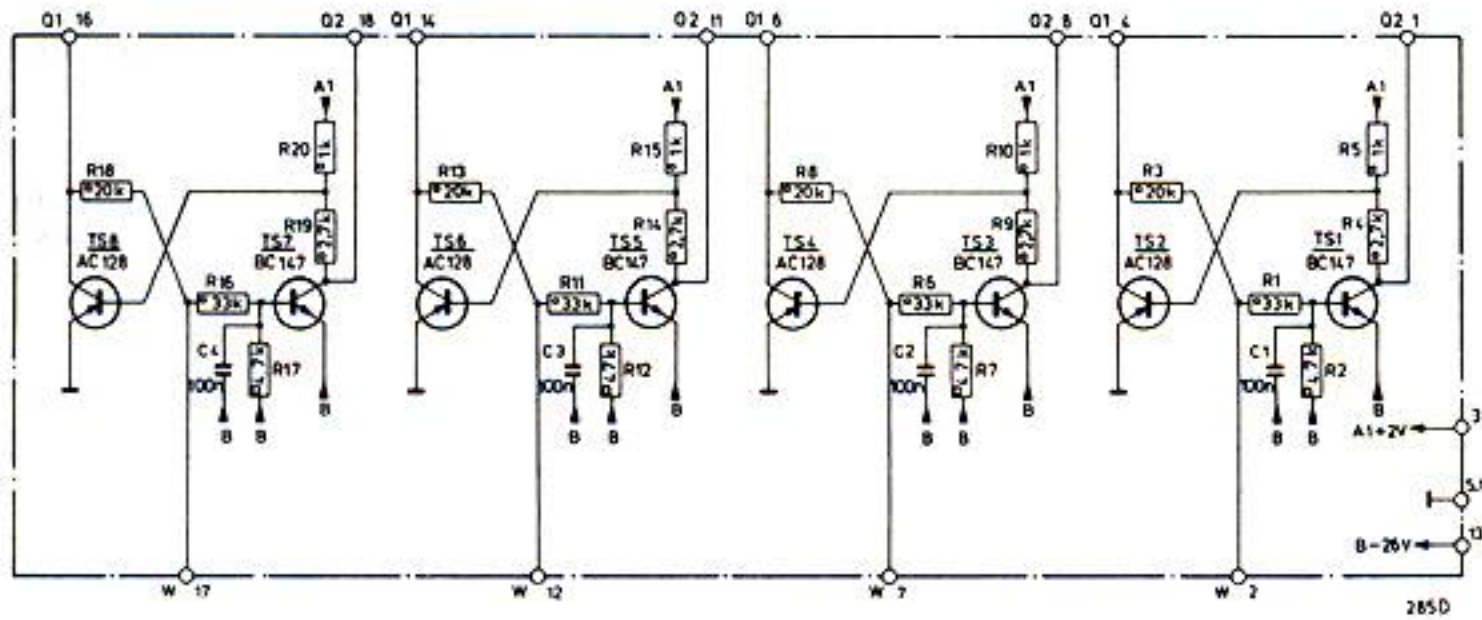 Q1 16
Q2 18
Q1 14
Q2 11
Q1 6
Q2 8
Q1 4
Q2 1
A1
A1
A1
A1
R20
1k
R15
1k
R10
1k
R5
1k
R18
20k
R13
20k
R8
20k
R3
20k
R19
2,7k
R14
2,7k
R9
2,7k
R4
2,7k
TS8
AC128
TS7
BC147
TS6
AC128
TS5
BC147
TS4
AC128
TS3
BC147
TS2
AC128
TS1
BC147
R16
33k
R11
33k
R6
33k
R1
33k
C4
100n
R17
4,7k
C3
100n
R12
4,7k
C2
100n
R7
4,7k
C1
100n
R2
4,7k
B
B
B
B
B
B
B
B
B
B
B
B
3
A1+2V
13
B-26V
W 17
W 12
W 7
W 2
285D